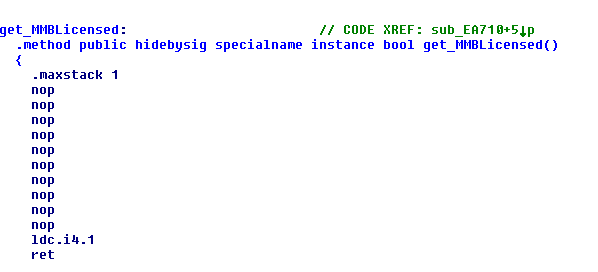 get_MMBLicensed: // CODE XREF: sub_EA710+5↓p
.method public hidebysig specialname instance bool get_MMBLicensed()
{
.maxstack 1
nop
nop
nop
nop
nop
nop
nop
nop
nop
nop
ldc.i4.1
ret